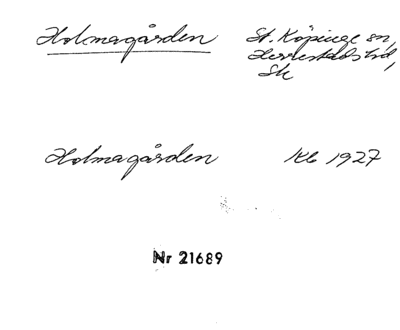 Holmagården St. Köpinge sn,
Herrestads hd,
Sk
Holmagården Kb 1927
Nr 21689